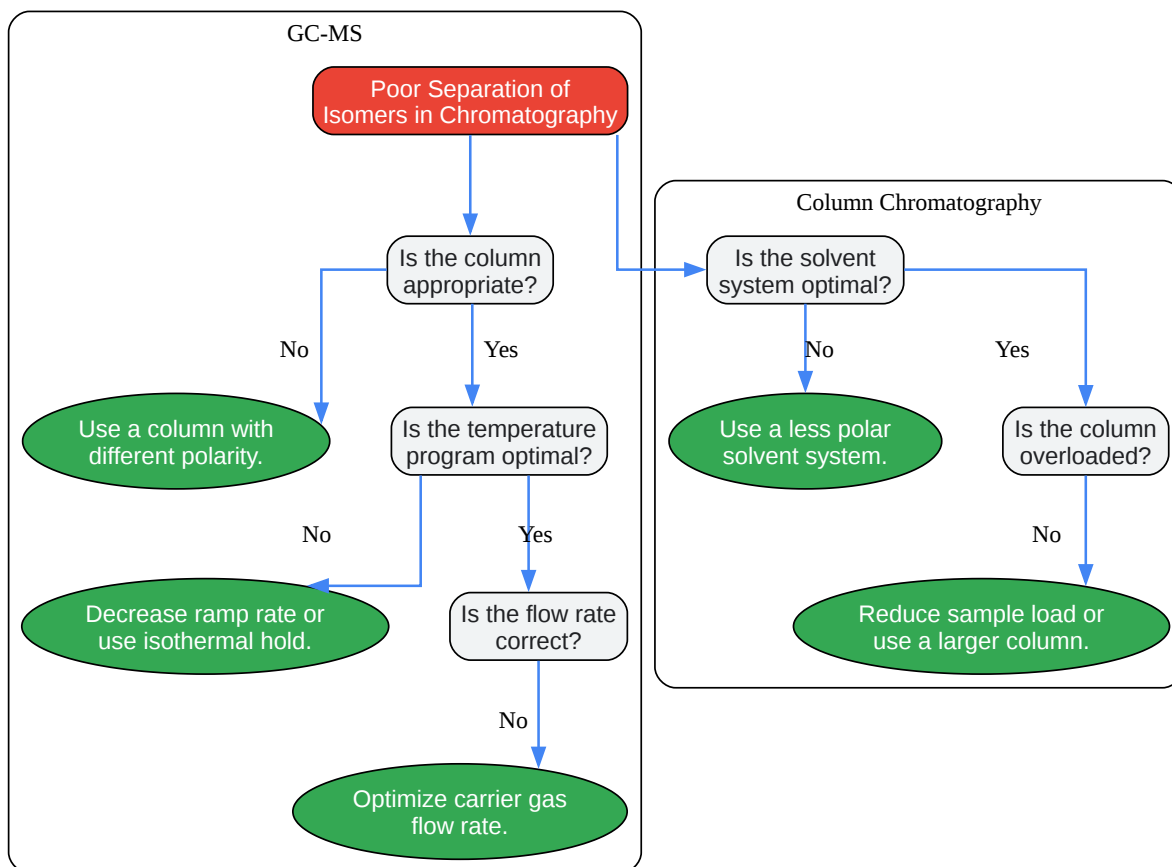 GC-MS
Poor Separation of
Isomers in Chromatography
Column Chromatography
Is the column
appropriate?
Is the solvent
system optimal?
No
Yes
No
Yes
Use a column with
different polarity.
Is the temperature
program optimal?
Use a less polar
solvent system.
Is the column
overloaded?
No
Yes
No
Decrease ramp rate or
use isothermal hold.
Is the flow rate
correct?
Reduce sample load or
use a larger column.
No
Optimize carrier gas
flow rate.